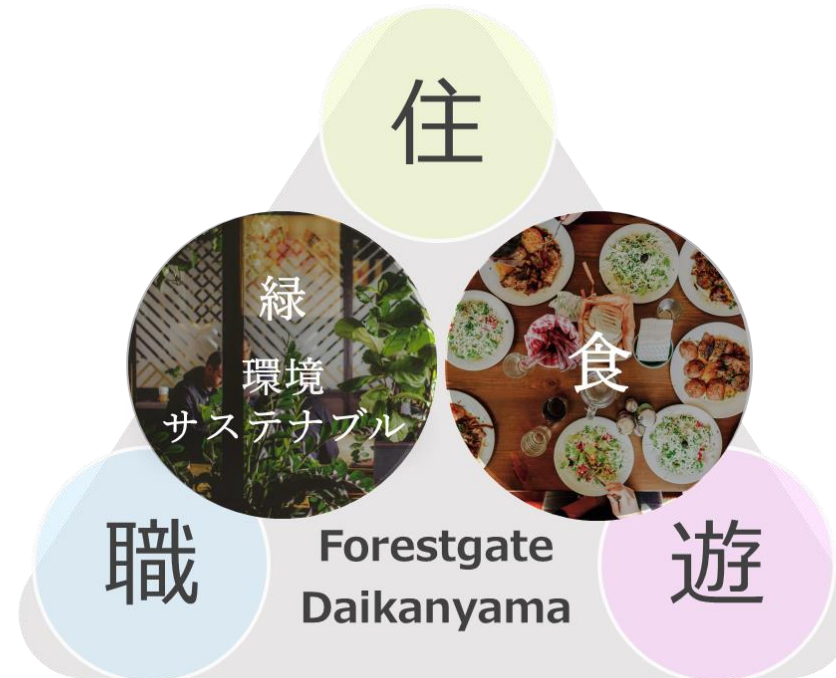 住
緑
環境
サステナブル
食
職
Forestgate
Daikanyama
遊